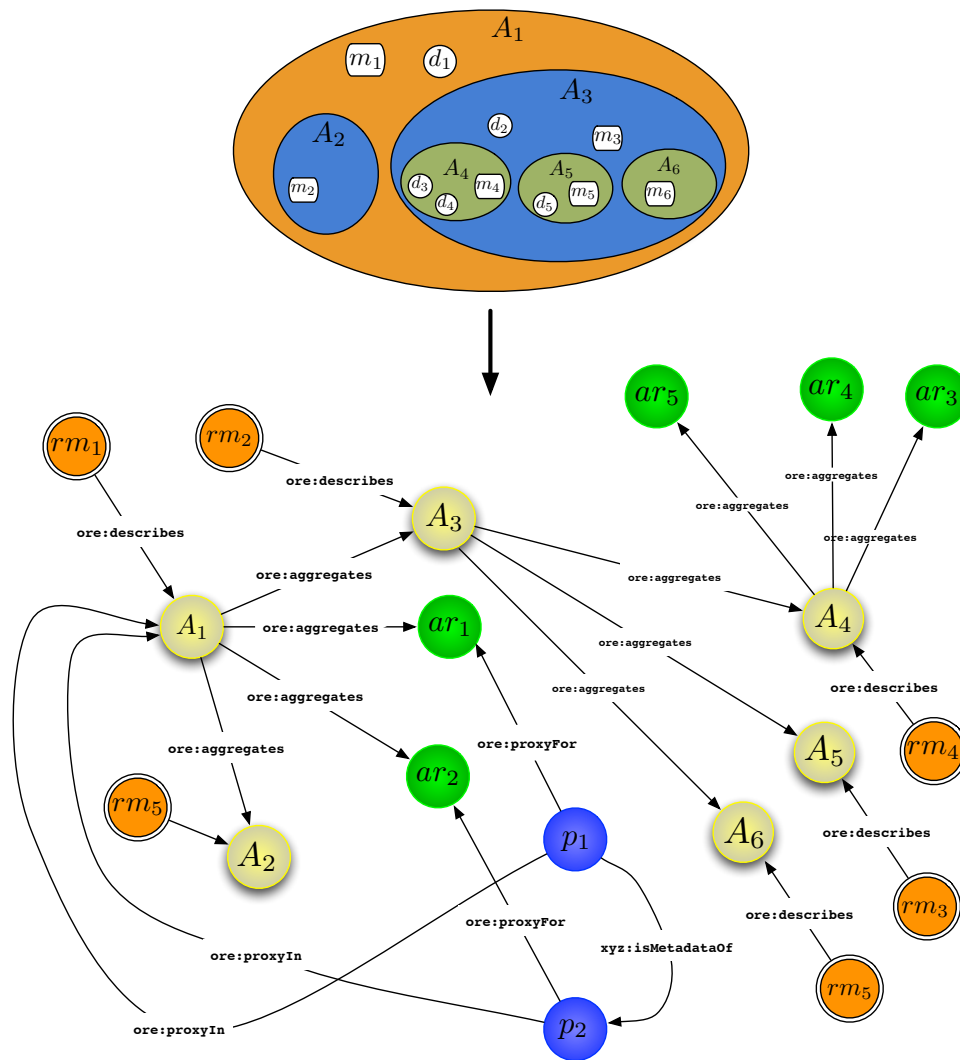 A₁
m₁
d₁
A₃
A₂
d₂
m₃
A₄
A₅
A₆
m₂
d₃
m₄
d₄
m₅
d₅
m₆
ar₅
ar₄
ar₃
rm₁
rm₂
ore:describes
ore:aggregates
ore:aggregates
A₃
ore:describes
ore:aggregates
ore:aggregates
ore:aggregates
A₁
ore:aggregates
ar₁
A₄
ore:aggregates
ore:aggregates
ore:aggregates
ore:describes
ore:aggregates
ore:proxyFor
rm₄
A₅
ar₂
rm₅
p₁
A₆
ore:describes
A₂
rm₃
ore:proxyFor
ore:describes
ore:proxyIn
xyz:isMetadataOf
rm₅
ore:proxyIn
p₂